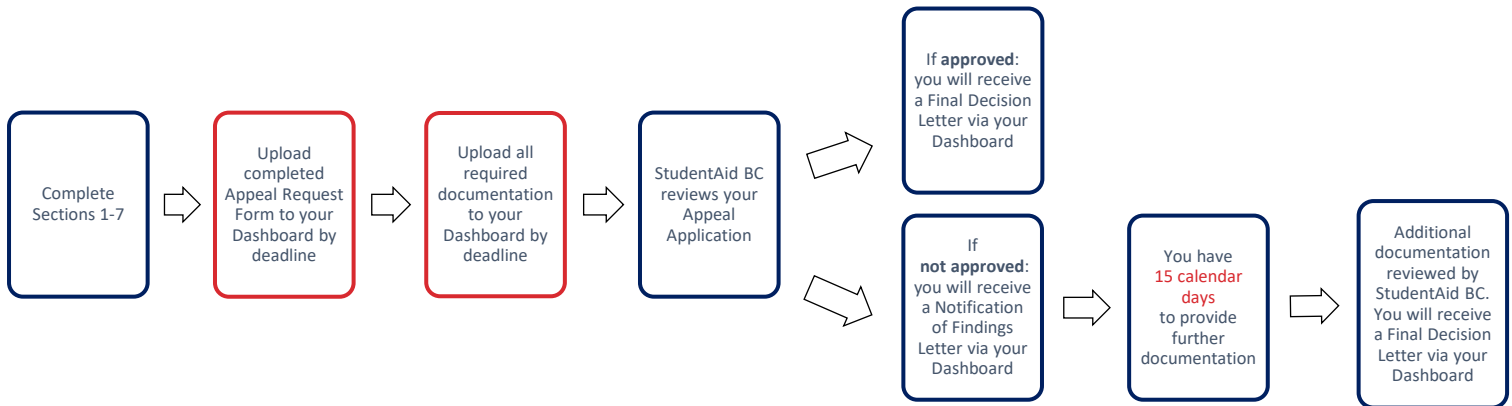 Complete
Sections 1-7
Upload
completed
Appeal Request
Form to your
Dashboard by
deadline
Upload all
required
documentation
to your
Dashboard by
deadline
StudentAid BC
reviews your
Appeal
Application
If approved:
you will receive
a Final Decision
Letter via your
Dashboard
If
not approved:
you will receive
a Notification
of Findings
Letter via your
Dashboard
You have
15 calendar
days
to provide
further
documentation
Additional
documentation
reviewed by
StudentAid BC.
You will receive
a Final Decision
Letter via your
Dashboard